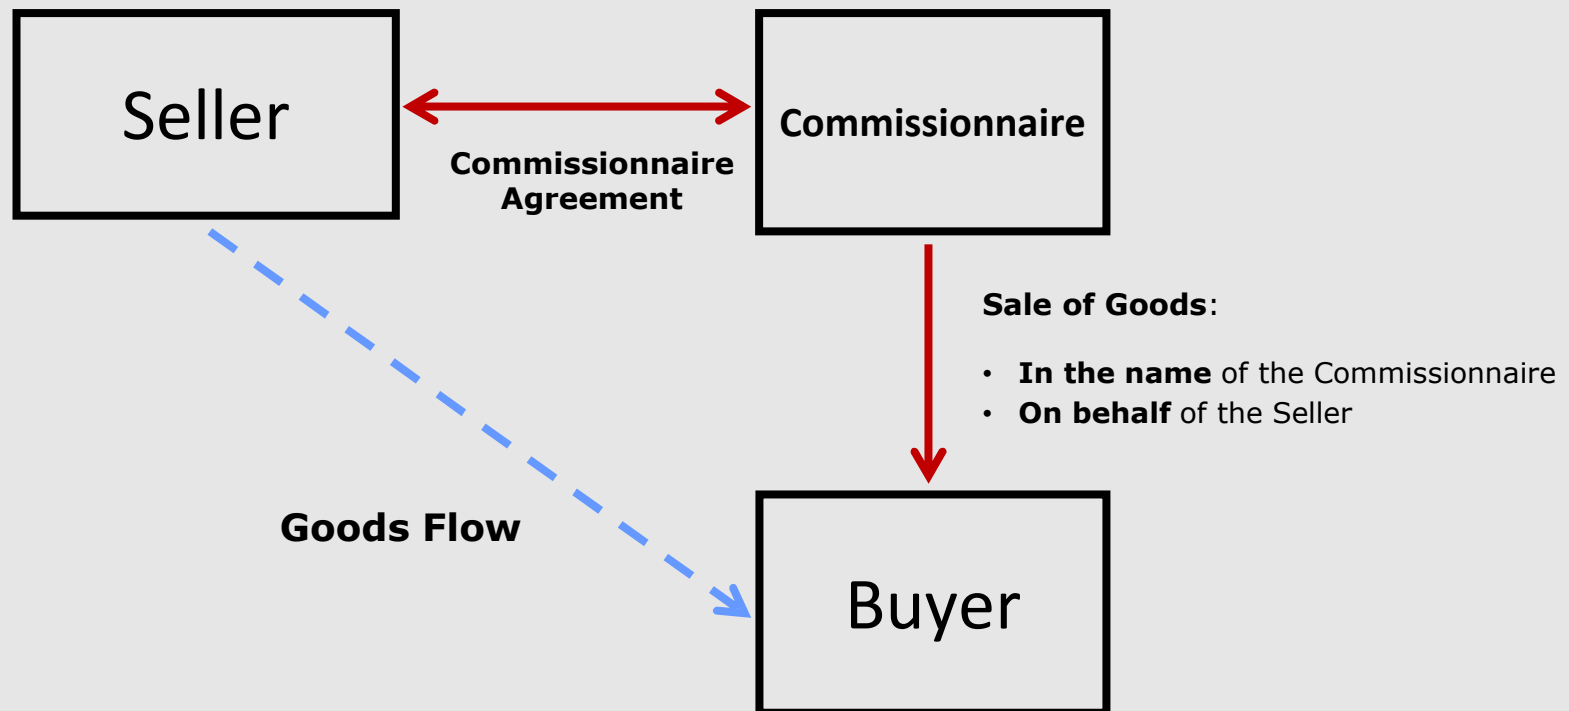 Seller
Commissionnaire
Commissionnaire
Agreement
Sale of Goods:
• In the name of the Commissionnaire
• On behalf of the Seller
Goods Flow
Buyer